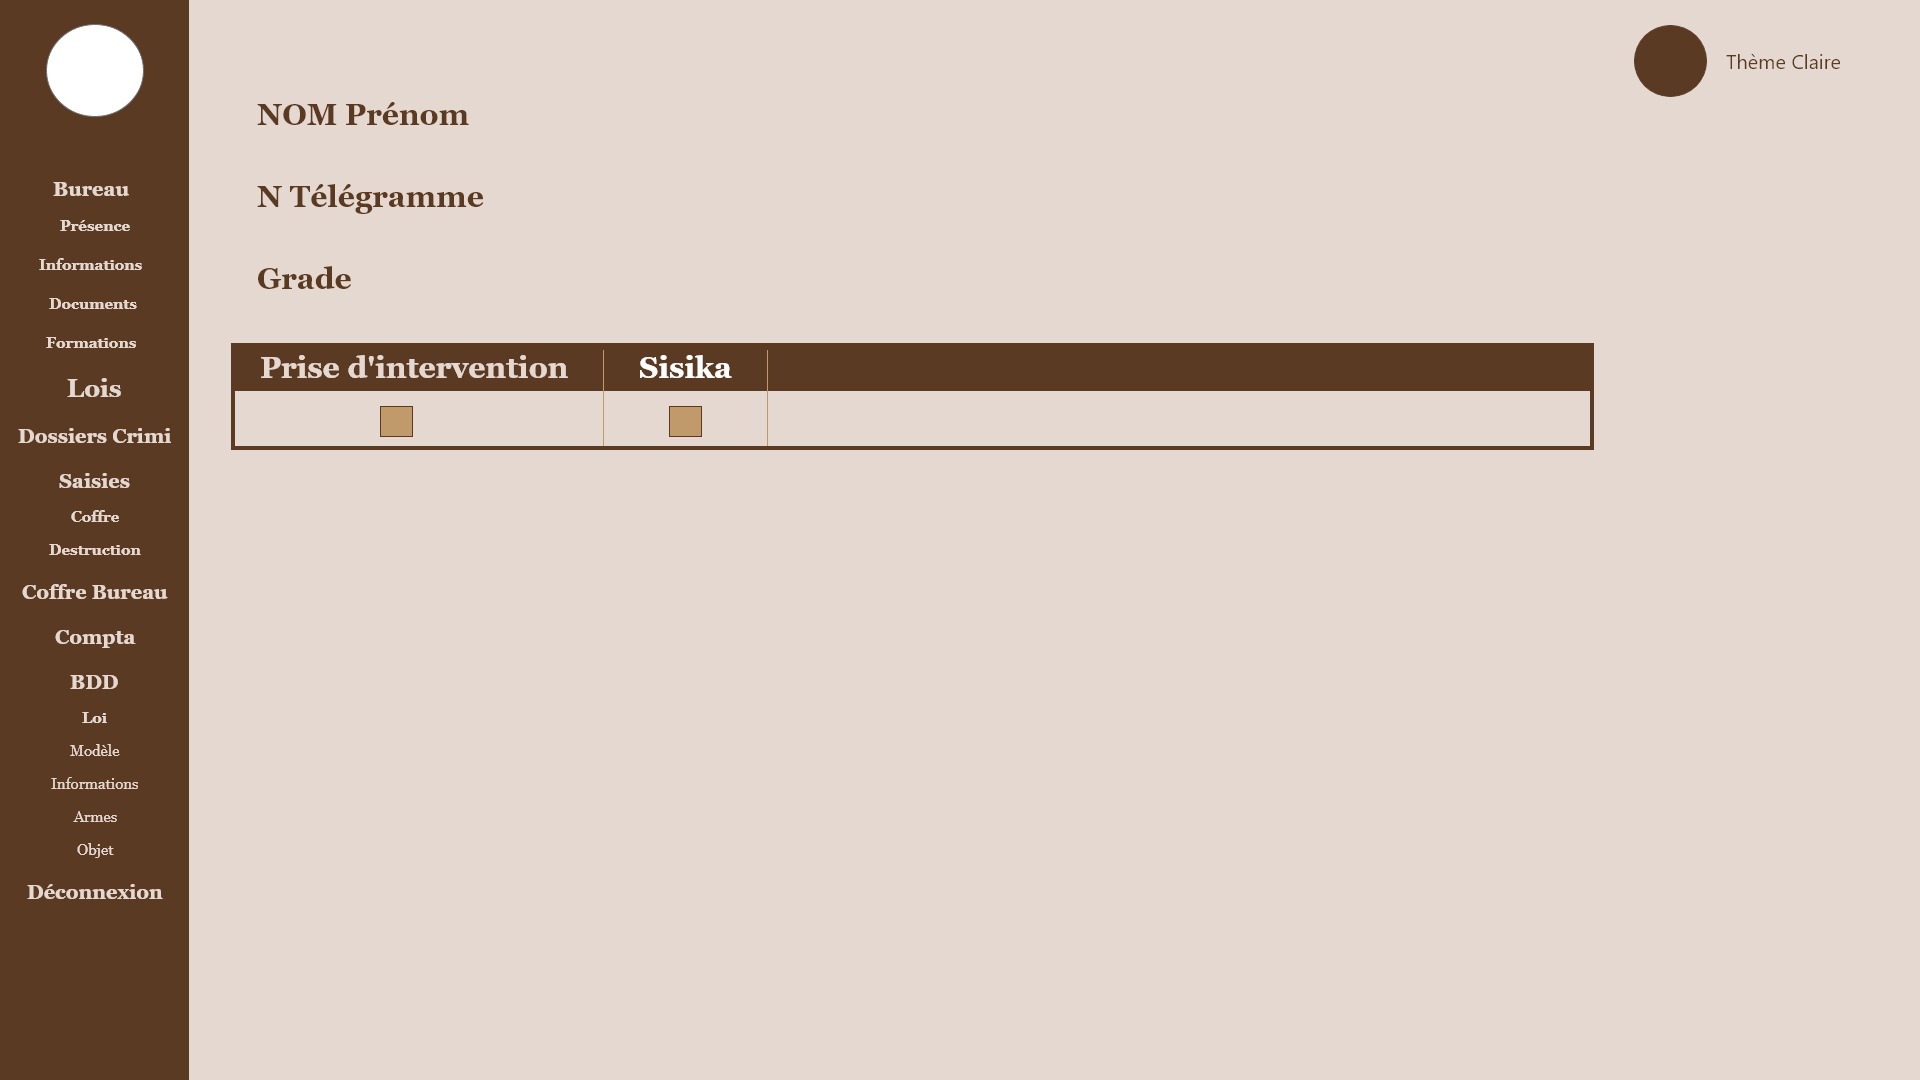 Bureau
Présence
Informations
Documents
Formations
Lois
Dossiers Crimi
Saisies
Coffre
Destruction
Coffre Bureau
Compta
BDD
Loi
Modèle
Informations
Armes
Objet
Déconnexion
Thème Claire
NOM Prénom
N Télégramme
Grade
Prise d'intervention Sisika